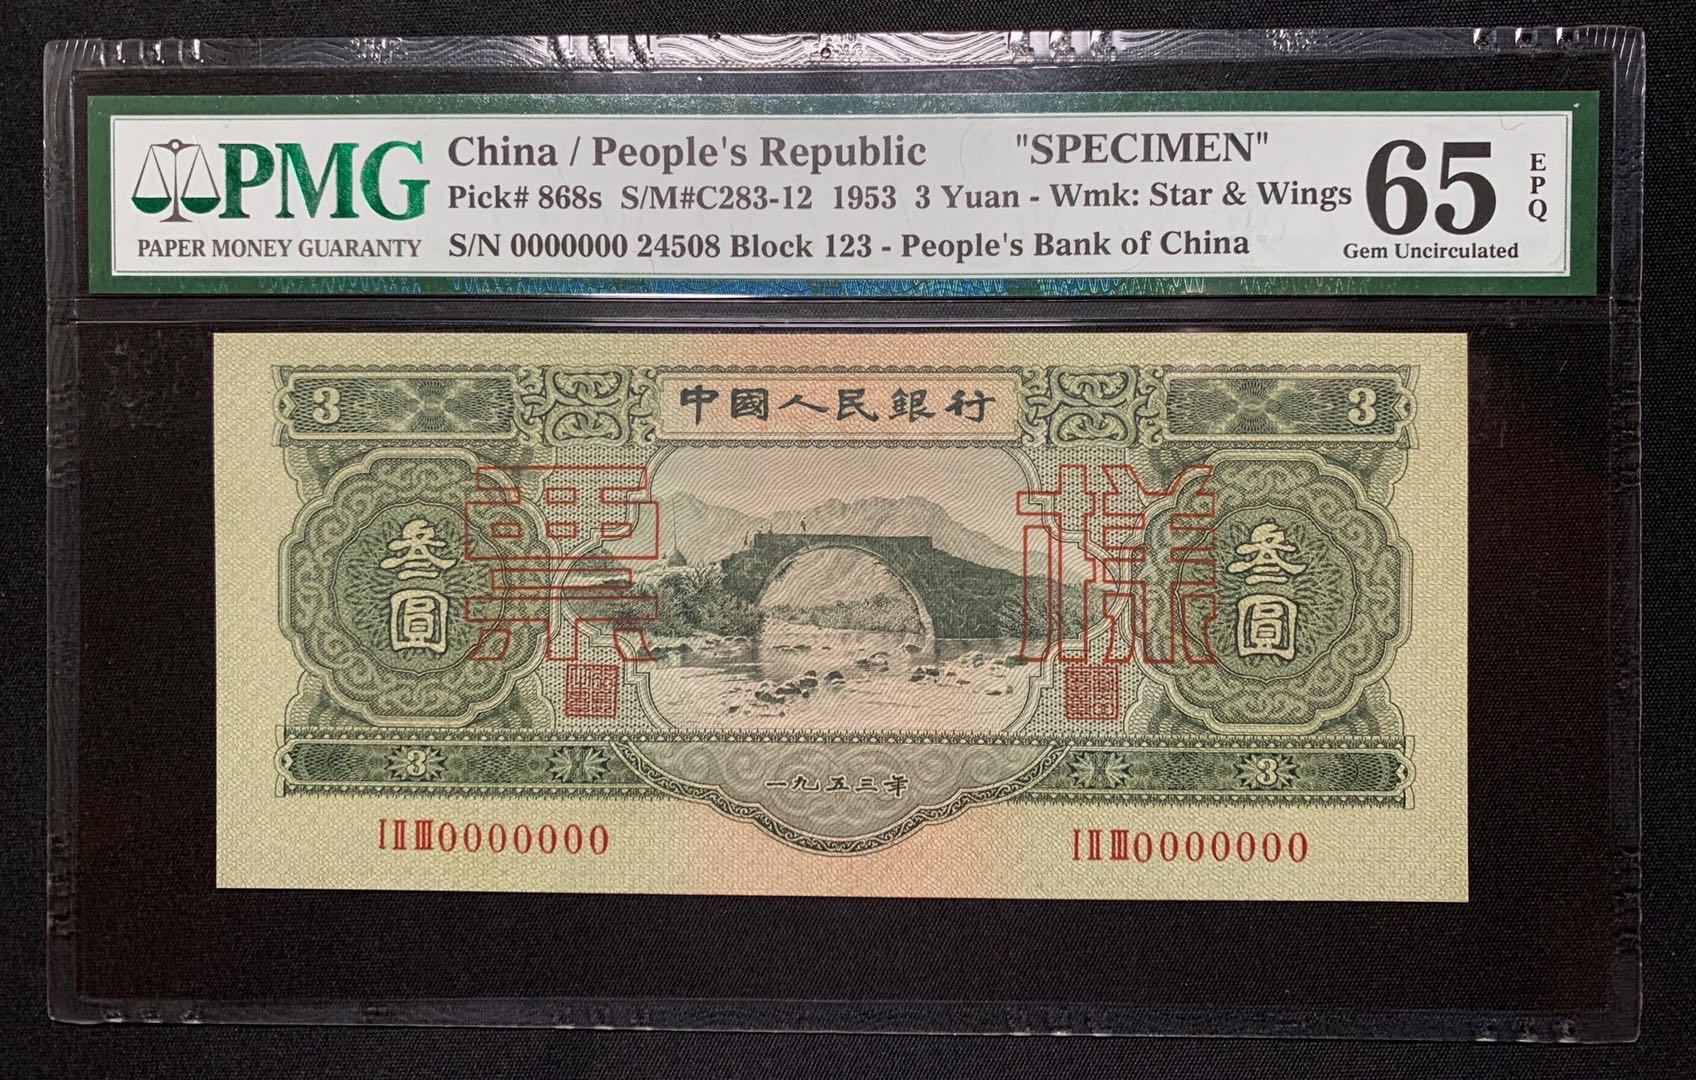 PMG
PAPER MONEY GUARANTY
China / People's Republic "SPECIMEN"
Pick# 868s S/M#C283-12 1953 3 Yuan - Wmk: Star & Wings
S/N 0000000 24508 Block 123 - People's Bank of China
65
EPQ
Gem Uncirculated
3 中國人民銀行 3
票 樣
叁圓 叁圓
3 3
一九五三年
ⅠⅡⅢ0000000 ⅠⅡⅢ0000000